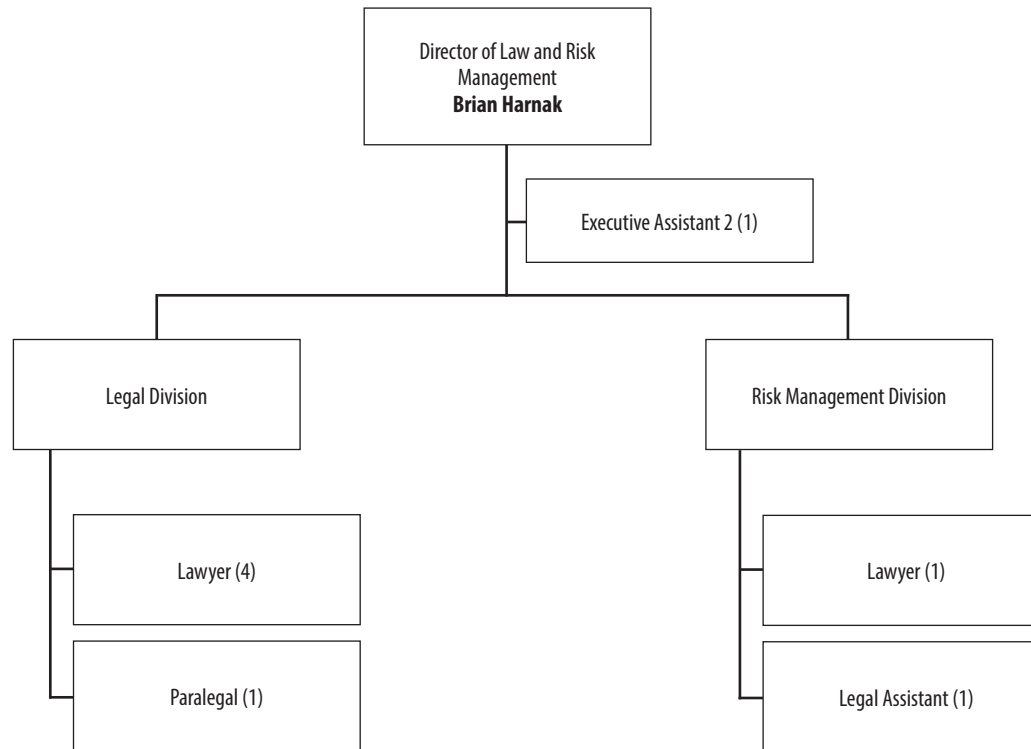 Director of Law and Risk
Management
Brian Harnak
Executive Assistant 2 (1)
Legal Division
Risk Management Division
Lawyer (4)
Lawyer (1)
Paralegal (1)
Legal Assistant (1)